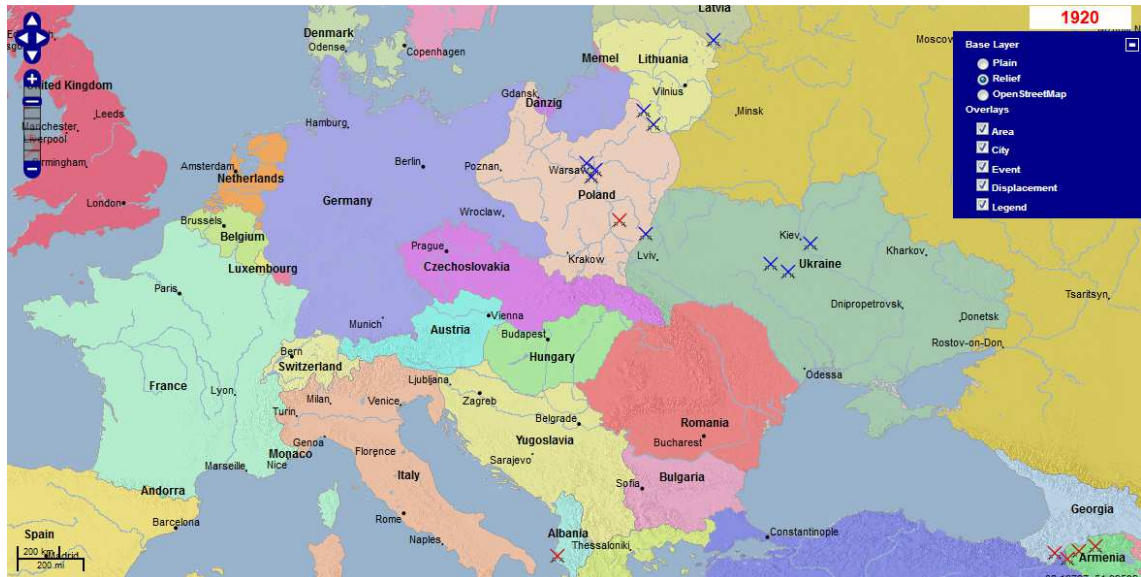 Latvia
1920
Denmark
Odense
Copenhagen
Moscow
Base Layer
Plain
Relief
OpenStreetMap
Overlays
Area
City
Event
Displacement
Legend
Memel
Lithuania
Vilnius
United Kingdom
Leeds
Manchester
Liverpool
Birmingham
London
Gdansk
Danzig
Minsk
Hamburg
Amsterdam
Netherlands
Berlin
Poznan
Warsaw
Poland
Germany
Wroclaw
Brussels
Belgium
Luxembourg
Prague
Czechoslovakia
Krakow
Lviv
Kiev
Ukraine
Kharkov
Paris
Dnipropetrovsk
Tsaritsyn
Donetsk
Rostov-on-Don
Munich
Vienna
Austria
Budapest
Hungary
Bern
Switzerland
Odessa
France
Lyon
Ljubljana
Zagreb
Milan
Venice
Turin
Belgrade
Romania
Genoa
Florence
Yugoslavia
Bucharest
Monaco
Marseille
Nice
Sarajevo
Italy
Bulgaria
Sofia
Andorra
Barcelona
Rome
Spain
Madrid
Naples
Albania
Thessaloniki
Constantinople
Georgia
Armenia
200 km
200 mi